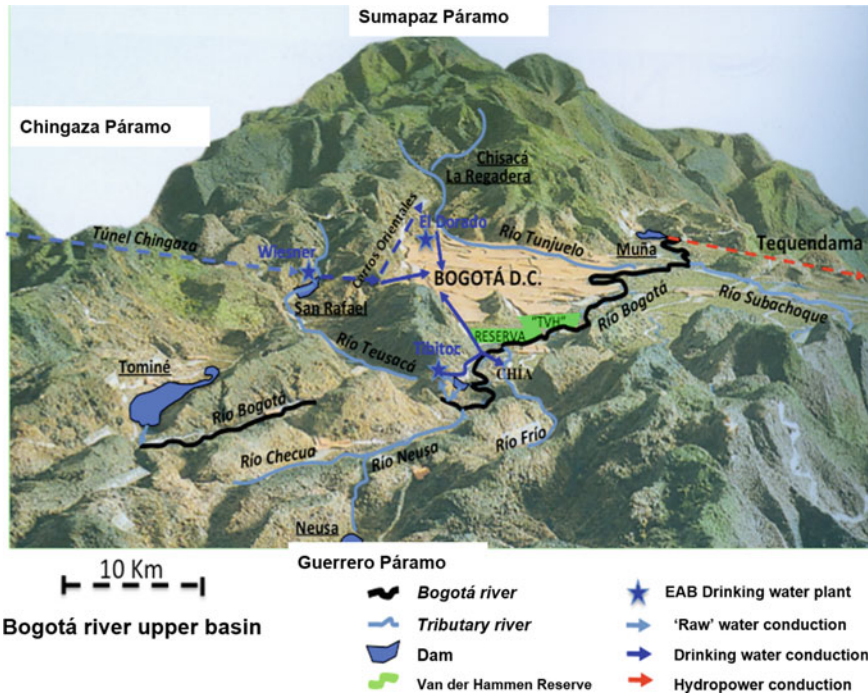 Sumapaz Páramo
Chingaza Páramo
Chisacá
La Regadera
Túnel Chingaza
Wiesner
Cerros Orientales
El Dorado
Río Tunjuelo
Muña
Tequendama
BOGOTÁ D.C.
San Rafael
Río Subachoque
Río Bogotá
"TVH"
RESERVA
Río Teusacá
Tibitoc
CHÍA
Tominé
Río Bogotá
Río Frío
Río Checua
Río Neusa
Neusa
Guerrero Páramo
10 Km
Bogotá river upper basin
Bogotá river
Tributary river
Dam
Van der Hammen Reserve
EAB Drinking water plant
'Raw' water conduction
Drinking water conduction
Hydropower conduction